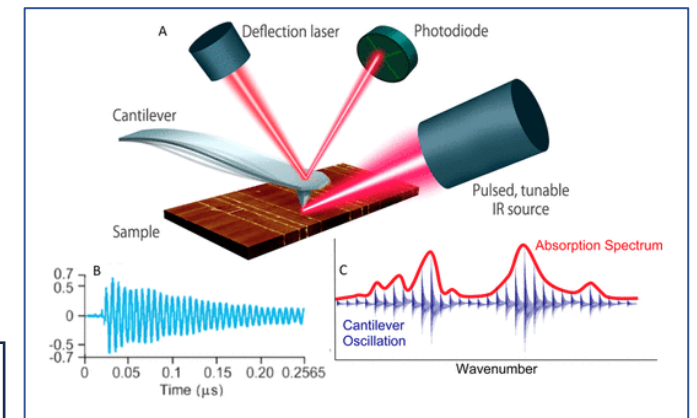 A
Deflection laser
Photodiode
Cantilever
Pulsed, tunable
IR source
Sample
B
0.7
0.5
0
-0.5
-0.7
0 0.05 0.1 0.15 0.20 0.2565
Time (μs)
C
Absorption Spectrum
Cantilever
Oscillation
Wavenumber